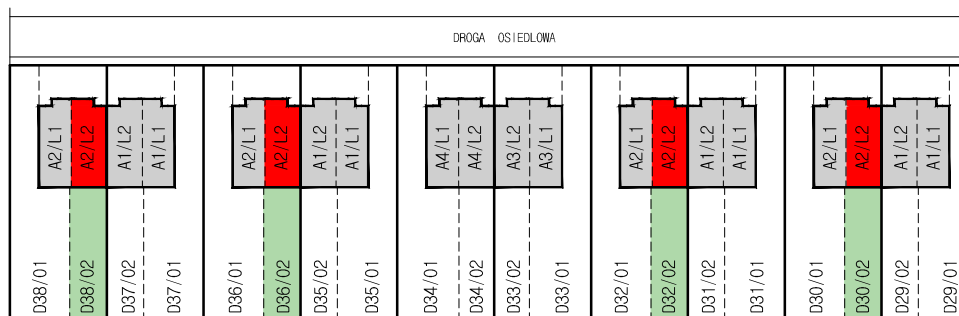 DROGA OSIEDLOWA
A2/L1
A2/L2
A1/L2
A1/L1
A2/L1
A2/L2
A1/L2
A1/L1
A4/L1
A4/L2
A3/L2
A3/L1
A2/L1
A2/L2
A1/L2
A1/L1
A2/L1
A2/L2
A1/L2
A1/L1
D38/01
D38/02
D37/02
D37/01
D36/01
D36/02
D35/02
D35/01
D34/01
D34/02
D33/02
D33/01
D32/01
D32/02
D31/02
D31/01
D30/01
D30/02
D29/02
D29/01